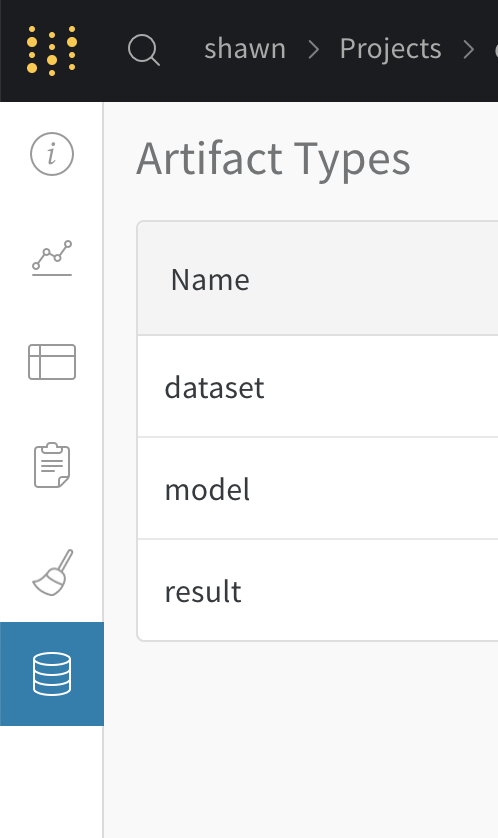 shawn > Projects >
Artifact Types
Name
dataset
model
result